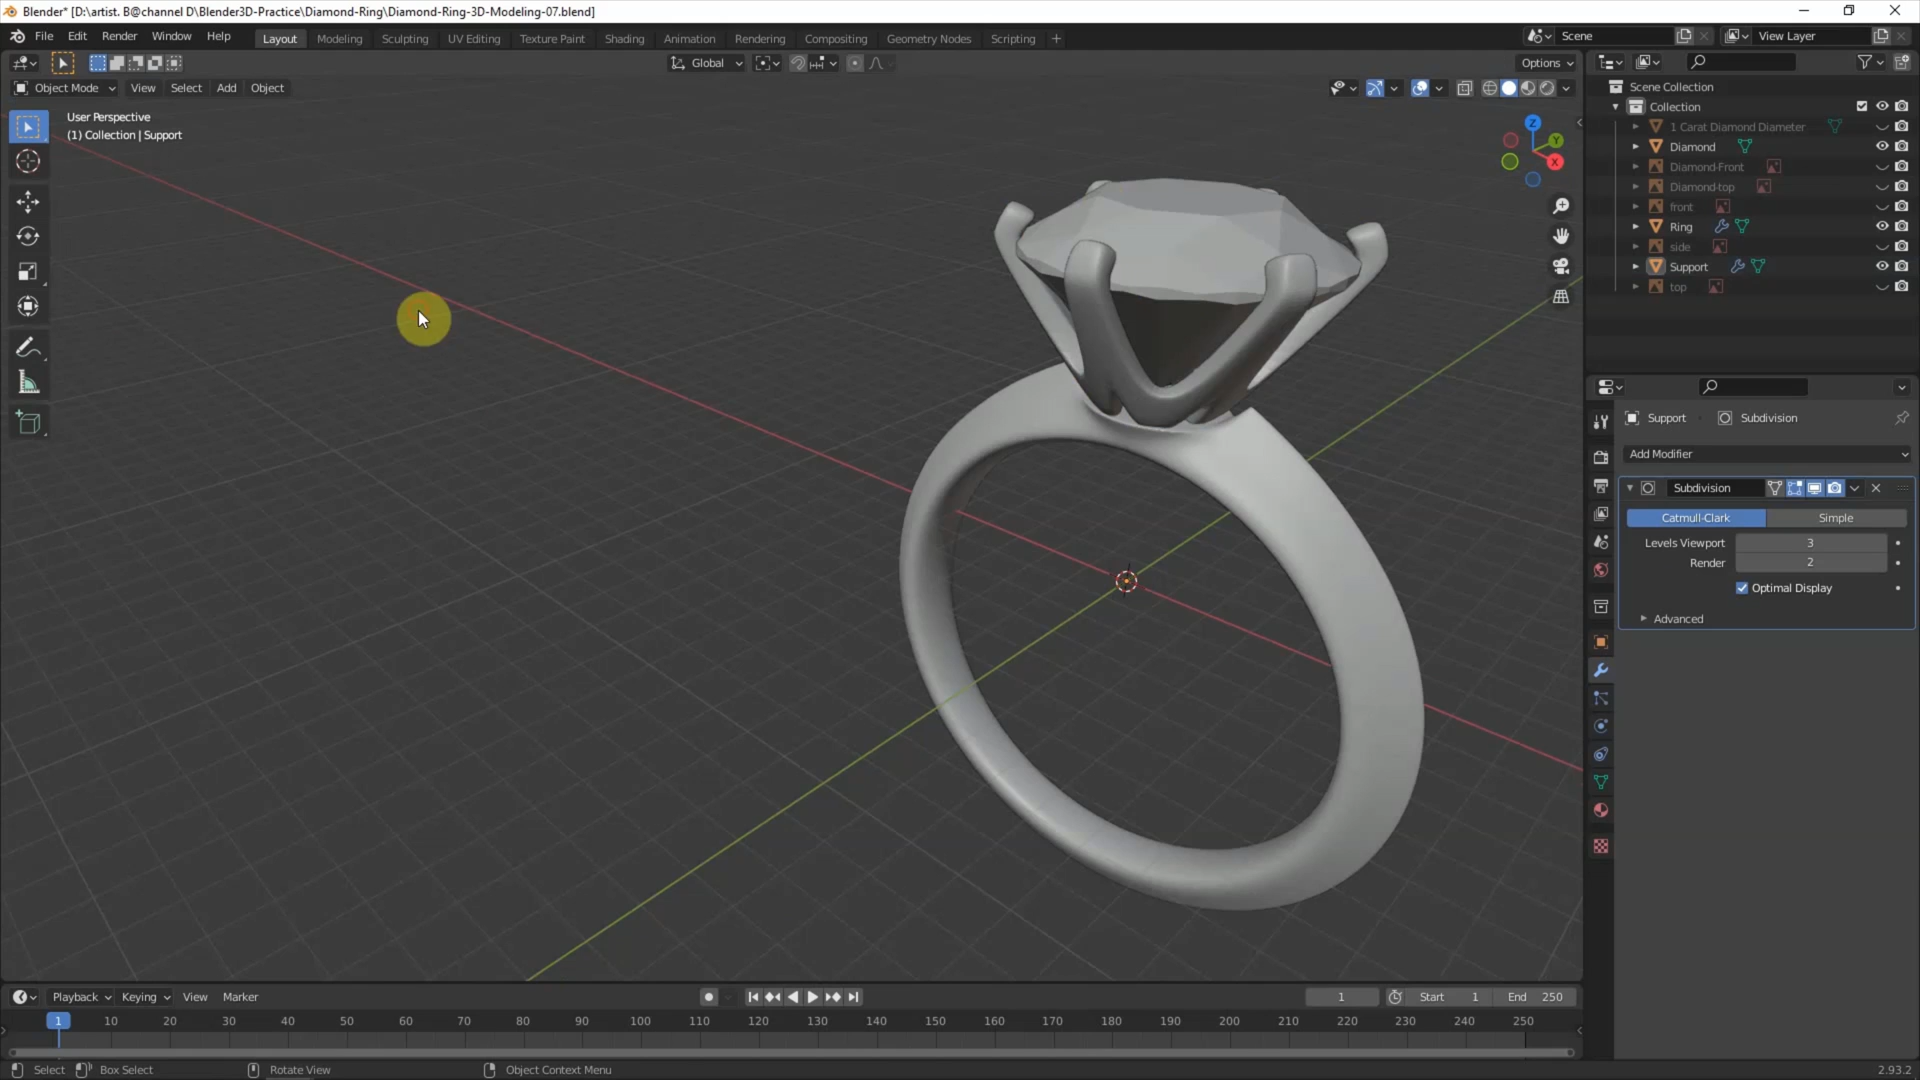 Blender* [D:\artist. B@channel D\Blender3D-Practice\Diamond-Ring\Diamond-Ring-3D-Modeling-07.blend]
File Edit Render Window Help Layout Modeling Sculpting UV Editing Texture Paint Shading Animation Rendering Compositing Geometry Nodes Scripting + Scene View Layer
Global Options
Object Mode View Select Add Object
User Perspective
(1) Collection | Support
Z
Y
X
Scene Collection
Collection
1 Carat Diamond Diameter
Diamond
Diamond-Front
Diamond-top
front
Ring
side
Support
top
Support Subdivision
Add Modifier
Subdivision
Catmull-Clark Simple
Levels Viewport 3
Render 2
Optimal Display
Advanced
Playback Keying View Marker 1 Start 1 End 250
1 10 20 30 40 50 60 70 80 90 100 110 120 130 140 150 160 170 180 190 200 210 220 230 240 250
Select Box Select Rotate View Object Context Menu 2.93.2